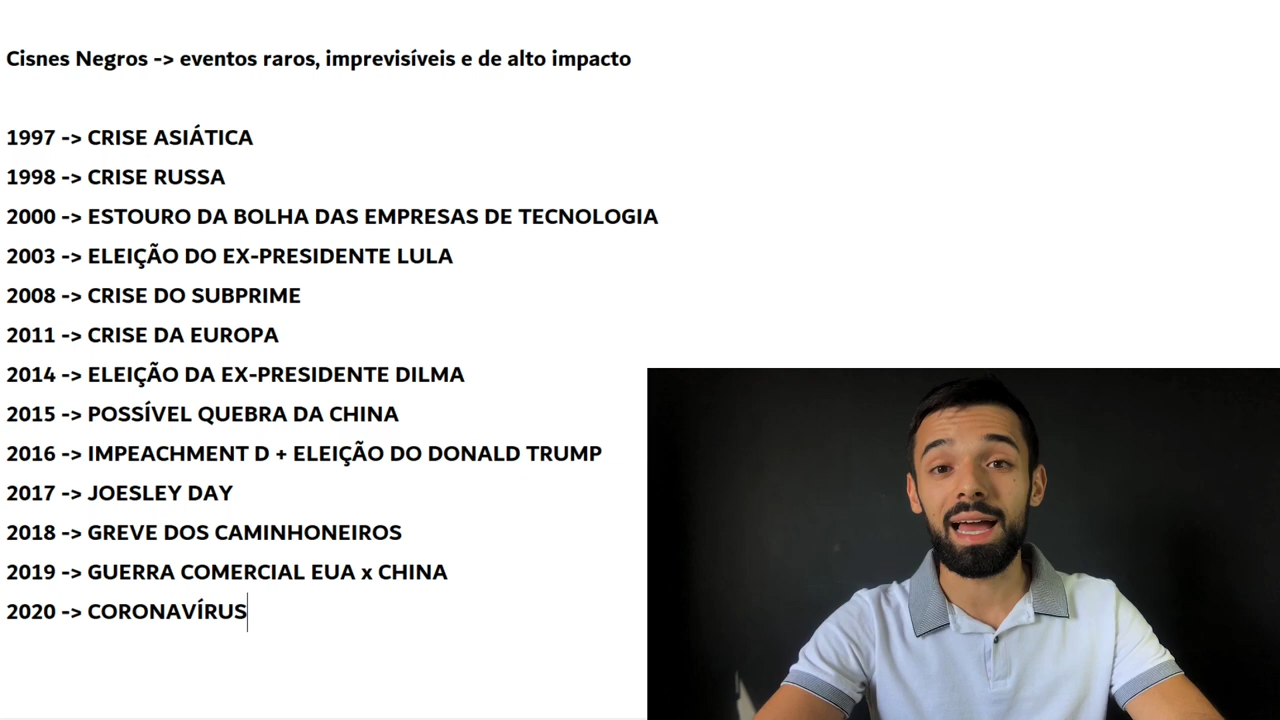 Cisnes Negros -> eventos raros, imprevisíveis e de alto impacto
1997 -> CRISE ASIÁTICA
1998 -> CRISE RUSSA
2000 -> ESTOURO DA BOLHA DAS EMPRESAS DE TECNOLOGIA
2003 -> ELEIÇÃO DO EX-PRESIDENTE LULA
2008 -> CRISE DO SUBPRIME
2011 -> CRISE DA EUROPA
2014 -> ELEIÇÃO DA EX-PRESIDENTE DILMA
2015 -> POSSÍVEL QUEBRA DA CHINA
2016 -> IMPEACHMENT D + ELEIÇÃO DO DONALD TRUMP
2017 -> JOESLEY DAY
2018 -> GREVE DOS CAMINHONEIROS
2019 -> GUERRA COMERCIAL EUA x CHINA
2020 -> CORONAVÍRUS